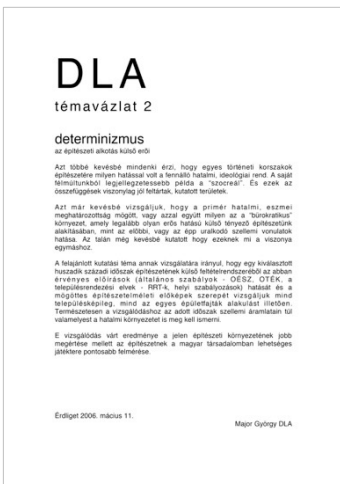 DLA
témavázlat 2
determinizmus
az építészeti alkotás külső erői
Azt többé kevésbé mindenki érzi, hogy egyes történeti korszakok
építészetére milyen hatással volt a fennálló hatalmi, ideológiai rend. A saját
félmúltunkból legjellegzetesebb példa a "szocreál". És ezek az
összefüggések viszonylag jól feltártak, kutatott területek.
Azt már kevésbé vizsgáljuk, hogy a primér hatalmi, eszmei
meghatározottság mögött, vagy azzal együtt milyen az a "bürokratikus"
környezet, amely legalább olyan erős hatású külső tényező építészetünk
alakításában, mint az előbbi, vagy az épp uralkodó szellemi vonulatok
hatása. Az talán még kevésbé kutatott hogy ezeknek mi a viszonya
egymáshoz.
A felajánlott kutatási téma annak vizsgálatára irányul, hogy egy kiválasztott
huszadik századi időszak építészetének külső feltételrendszeréből az abban
érvényes előírások (általános szabályok - OÉSZ, OTÉK, a
településrendezési elvek - RRT-k, helyi szabályozások) hatását és a
mögöttes építészetelméleti előképek szerepét vizsgáljuk mind
településképileg, mind az egyes épületfajták alakulást illetően.
Természetesen a vizsgálódáshoz az adott időszak szellemi áramlatain túl
valamelyest a hatalmi környezetet is meg kell ismerni.
E vizsgálódás várt eredménye a jelen építészeti környezetének jobb
megértése mellett az építészetnek a magyar társadalomban lehetséges
játéktere pontosabb felmérése.
Érdliget 2006. március 11.
Major György DLA